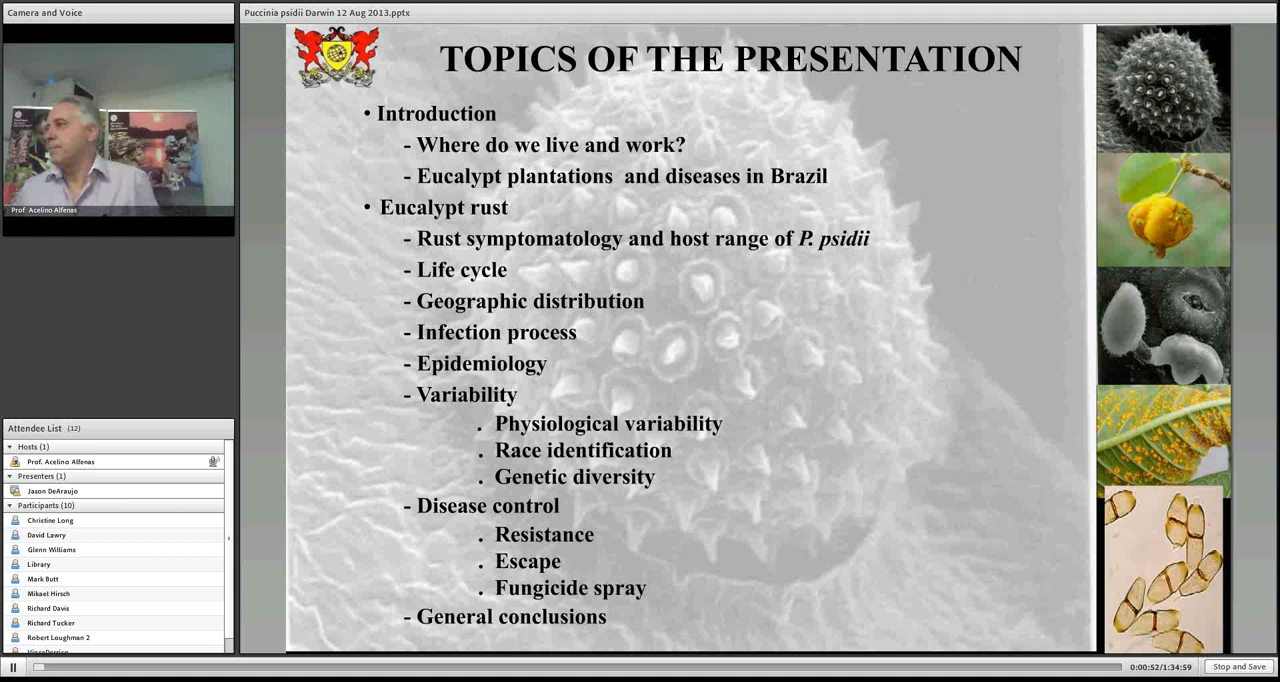 Camera and Voice
Prof. Acelino Alfenas
Attendee List (12)
Hosts (1)
Prof. Acelino Alfenas
Presenters (1)
Jason DeAraujo
Participants (10)
Christine Long
David Lawry
Glenn Williams
Library
Mark Butt
Mikael Hirsch
Richard Davis
Richard Tucker
Robert Loughman 2
Puccinia psidii Darwin 12 Aug 2013.pptx
TOPICS OF THE PRESENTATION
• Introduction
- Where do we live and work?
- Eucalypt plantations and diseases in Brazil
• Eucalypt rust
- Rust symptomatology and host range of P. psidii
- Life cycle
- Geographic distribution
- Infection process
- Epidemiology
- Variability
. Physiological variability
. Race identification
. Genetic diversity
- Disease control
. Resistance
. Escape
. Fungicide spray
- General conclusions
0:00:52/1:34:59
Stop and Save